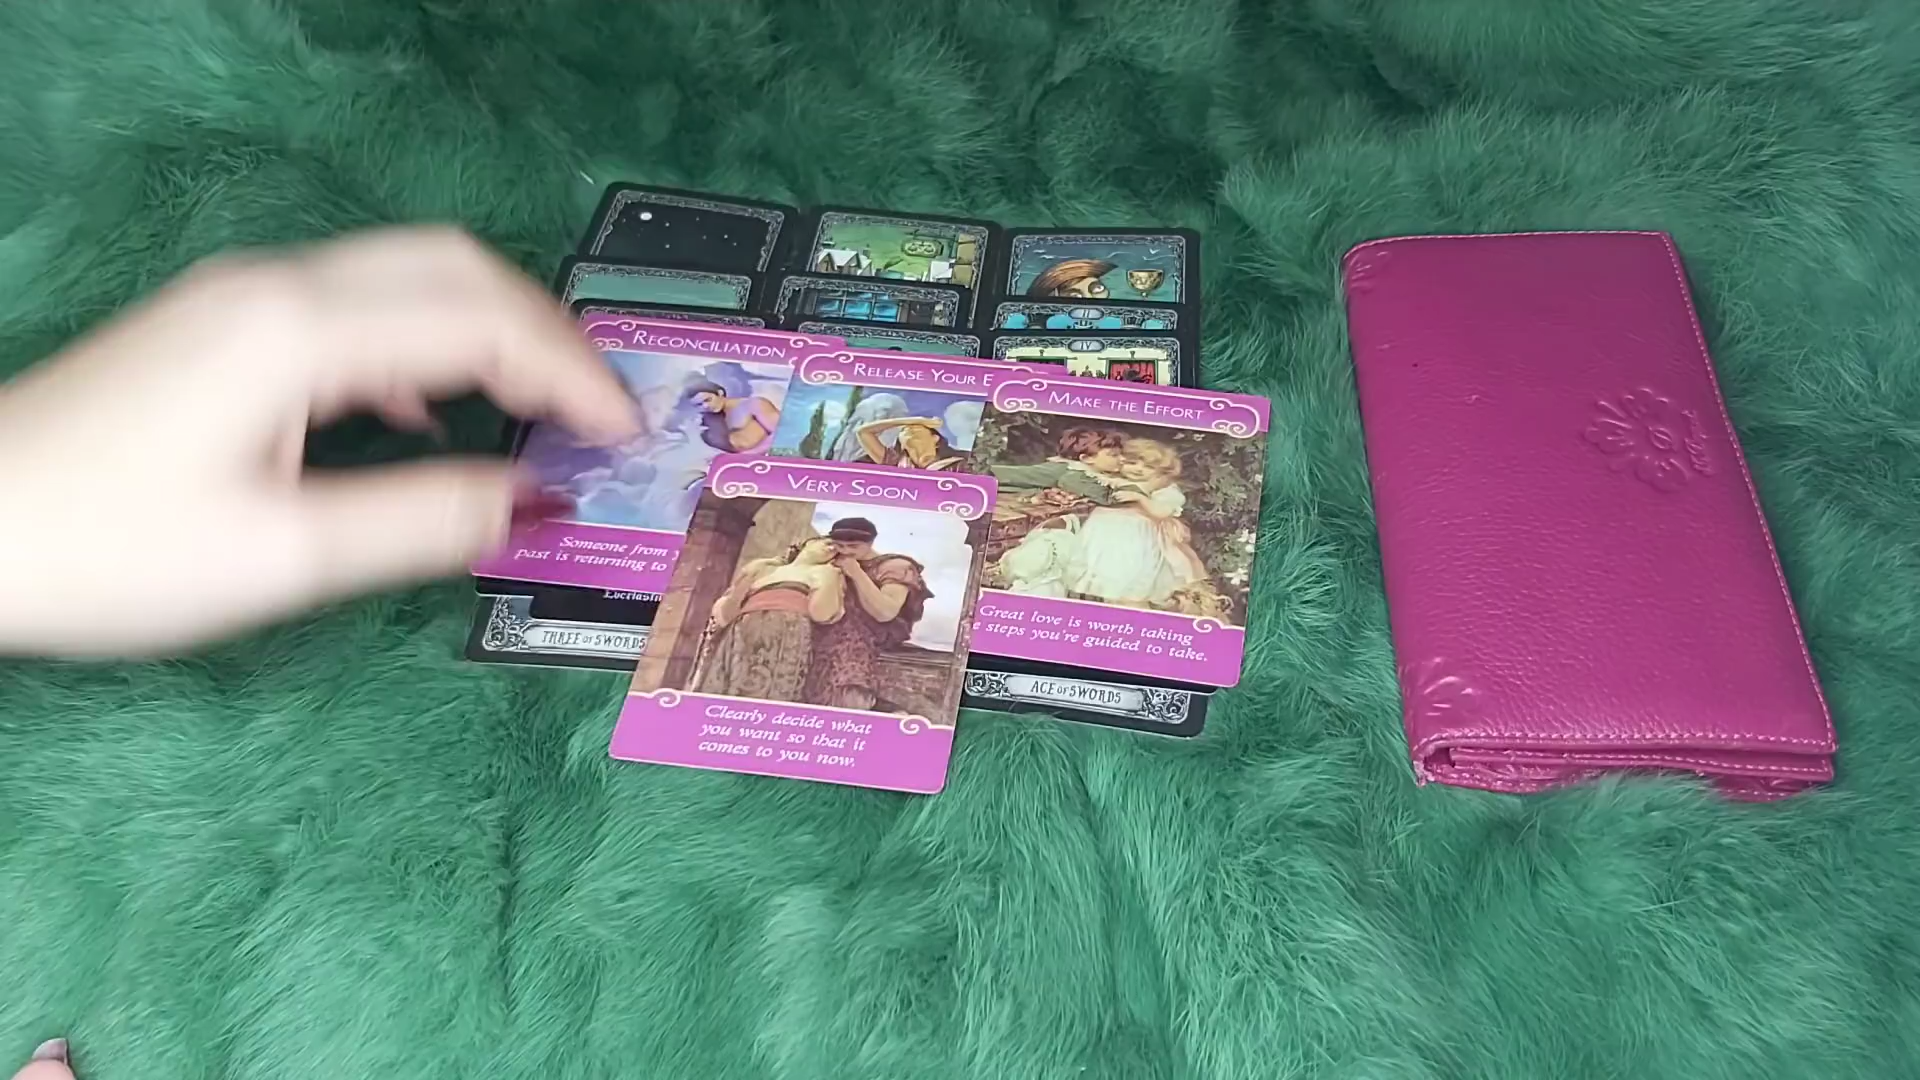 II
IV
RECONCILIATION
RELEASE YOUR E
MAKE THE EFFORT
VERY SOON
Someone from y
past is returning to
Great love is worth taking
e steps you're guided to take.
Everlastin
THREE OF SWORDS
ACE OF SWORDS
Clearly decide what
you want so that it
comes to you now.